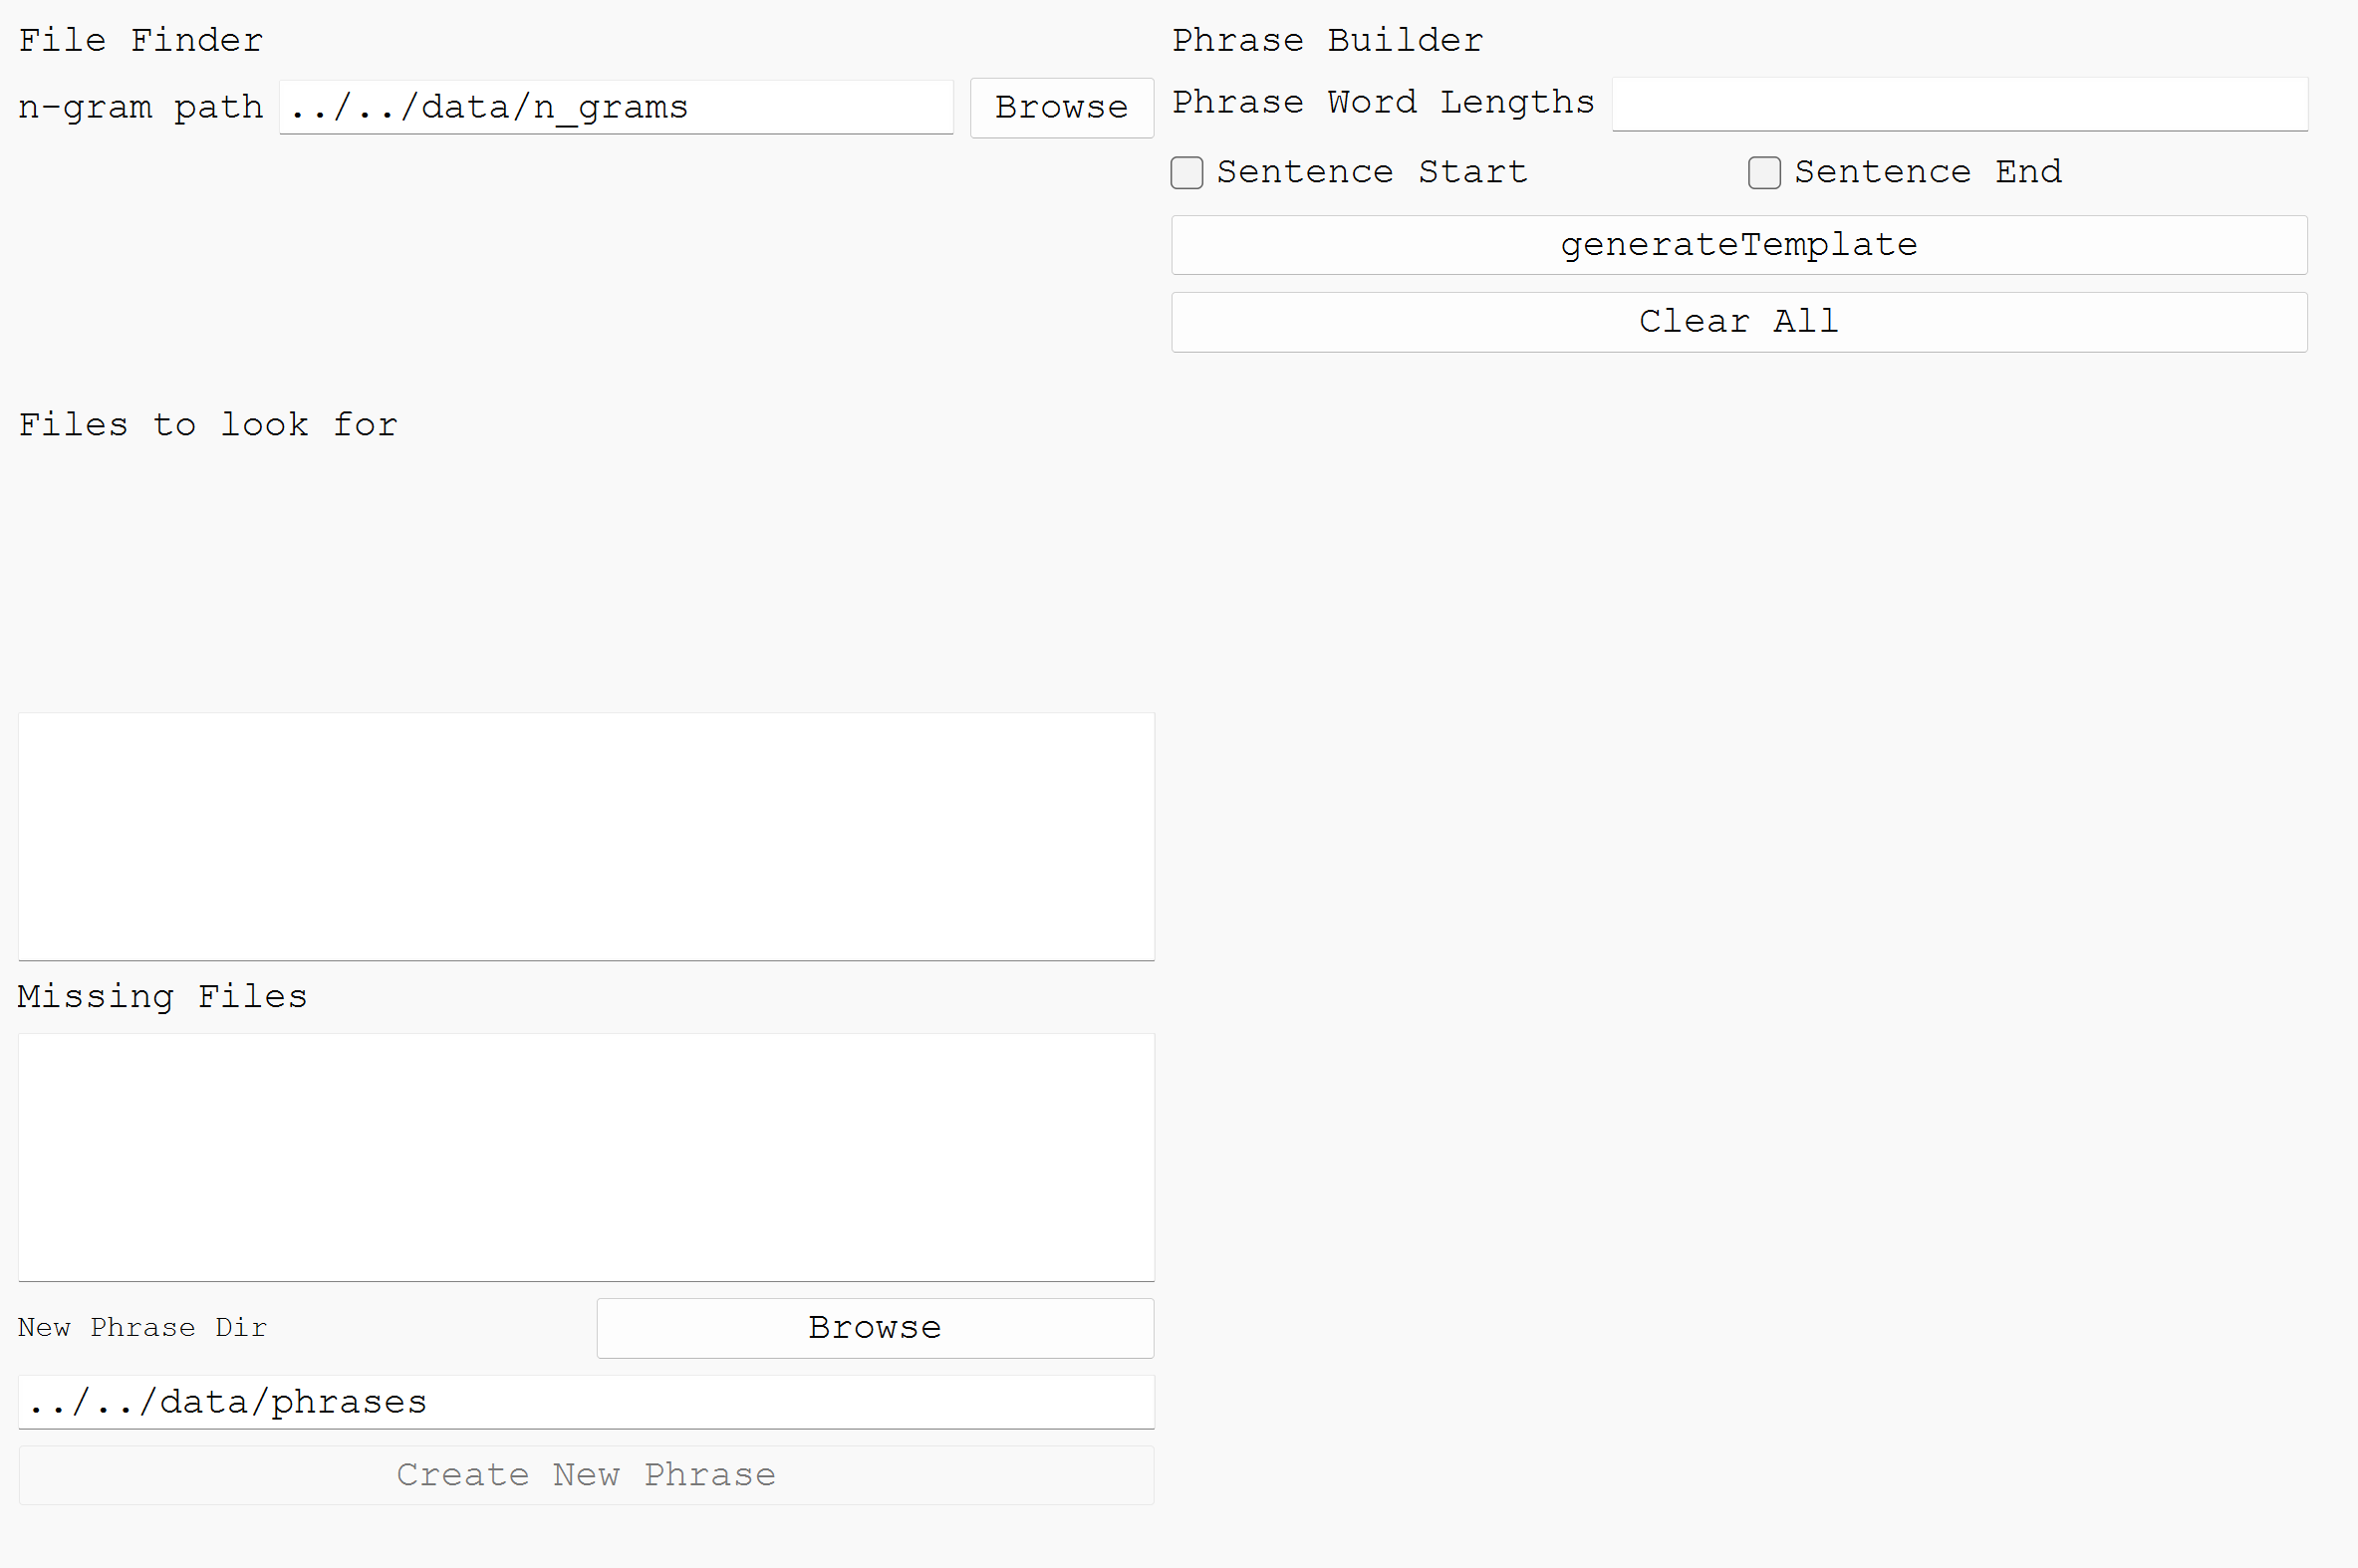 File Finder
n-gram path ../../data/n_grams Browse
Files to look for
Missing Files
New Phrase Dir Browse
../../data/phrases
Create New Phrase
Phrase Builder
Phrase Word Lengths
Sentence Start Sentence End
generateTemplate
Clear All